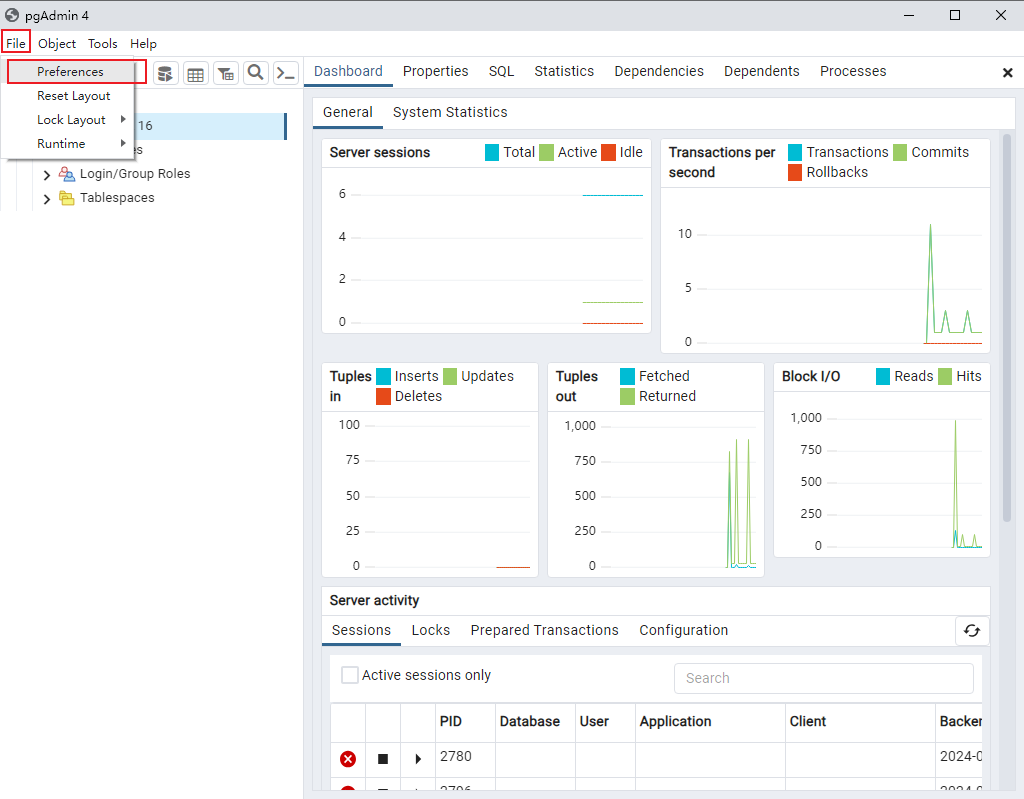 pgAdmin 4
File Object Tools Help
Preferences
Reset Layout
Lock Layout
Runtime
16
es
Login/Group Roles
Tablespaces
Dashboard Properties SQL Statistics Dependencies Dependents Processes
General System Statistics
Server sessions Total Active Idle
6
4
2
0
Transactions per second Transactions Commits Rollbacks
10
5
0
Tuples in Inserts Updates Deletes
100
75
50
25
0
Tuples out Fetched Returned
1,000
750
500
250
0
Block I/O Reads Hits
1,000
750
500
250
0
Server activity
Sessions Locks Prepared Transactions Configuration
Active sessions only Search
PID Database User Application Client Backen
2780 2024-0